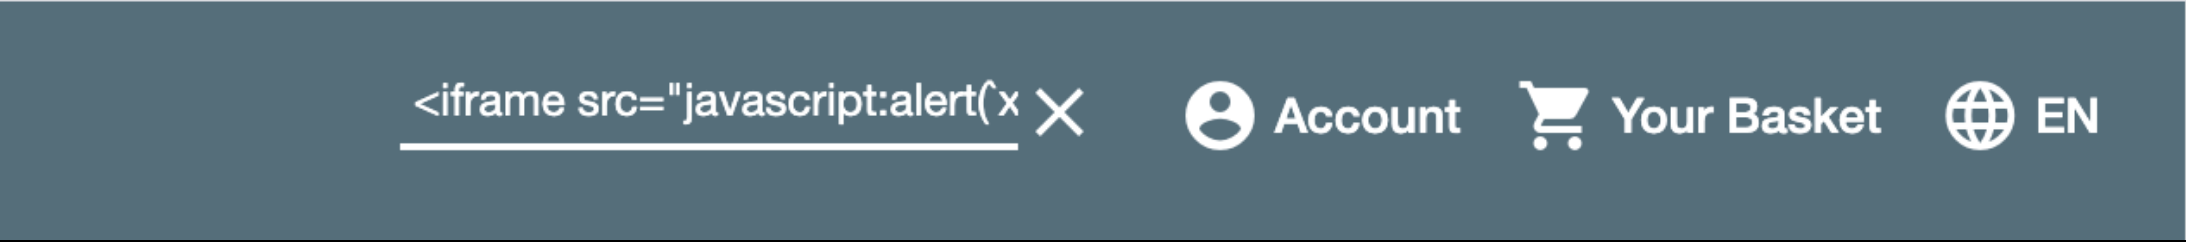 <iframe src="javascript:alert(`x
Account
Your Basket
EN